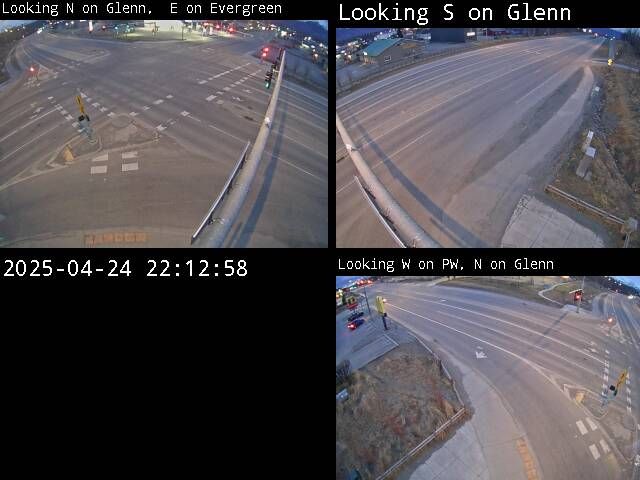 Looking N on Glenn,  E on Evergreen
Looking S on Glenn
2025-04-24 22:12:58
Looking W on PW, N on Glenn